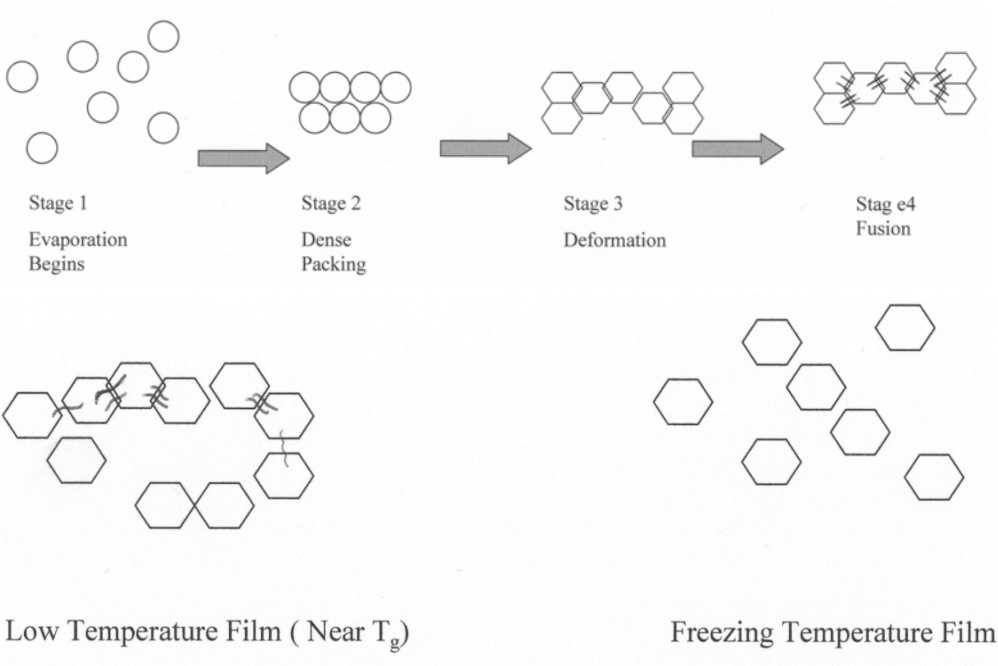 Stage 1
Evaporation
Begins
Stage 2
Dense
Packing
Stage 3
Deformation
Stag e4
Fusion
Low Temperature Film ( Near Tg)
Freezing Temperature Film